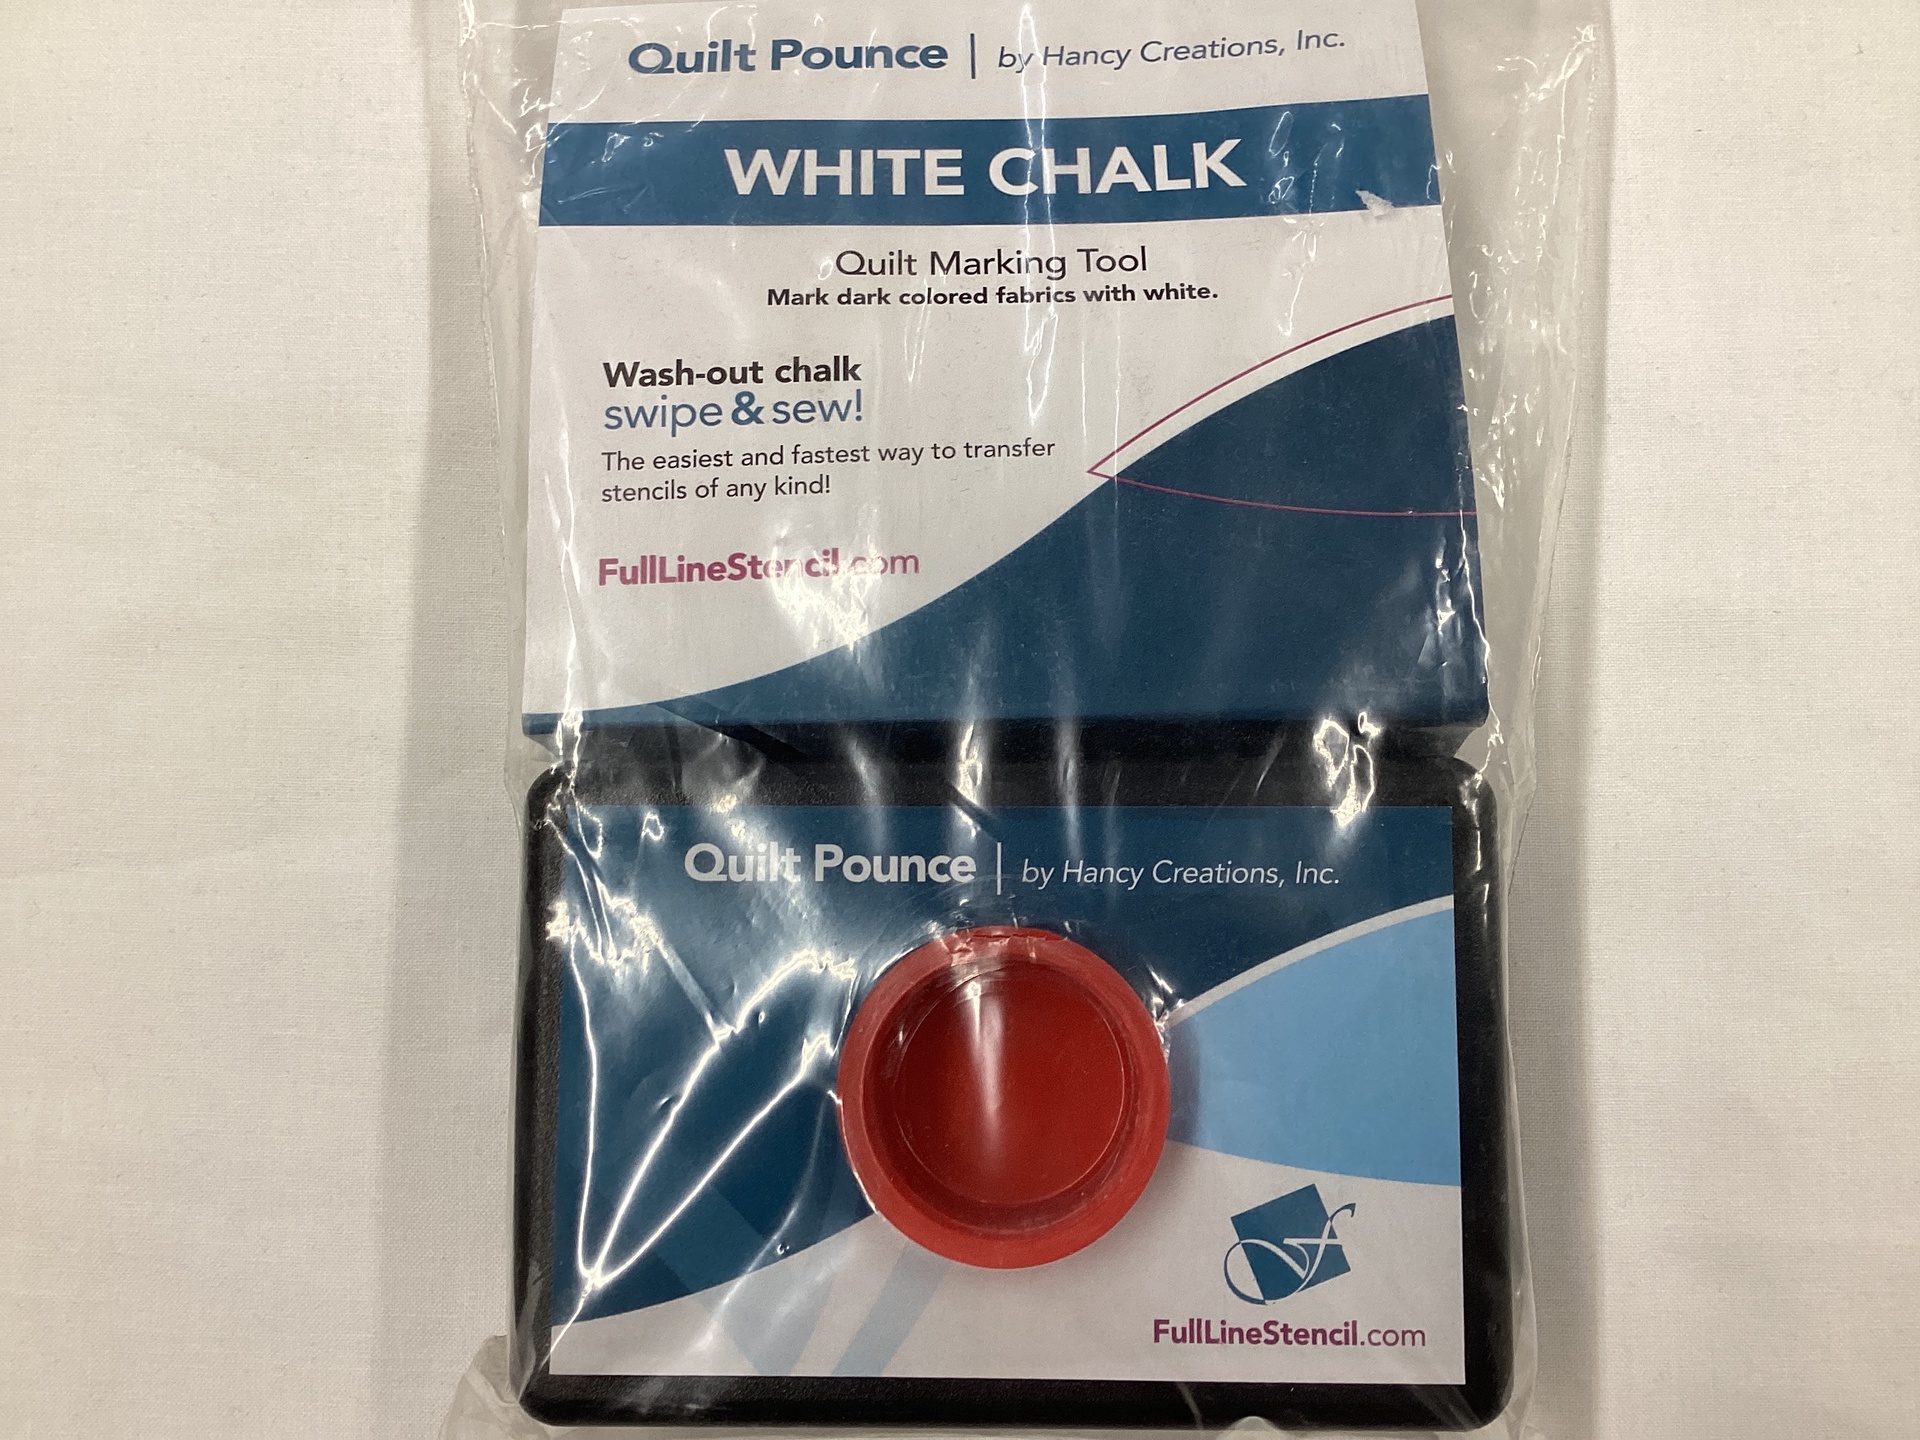 Quilt Pounce | by Hancy Creations, Inc.
WHITE CHALK
Quilt Marking Tool
Mark dark colored fabrics with white.
Wash-out chalk
swipe & sew!
The easiest and fastest way to transfer
stencils of any kind!
FullLineStencil.com
Quilt Pounce | by Hancy Creations, Inc.
FullLineStencil.com